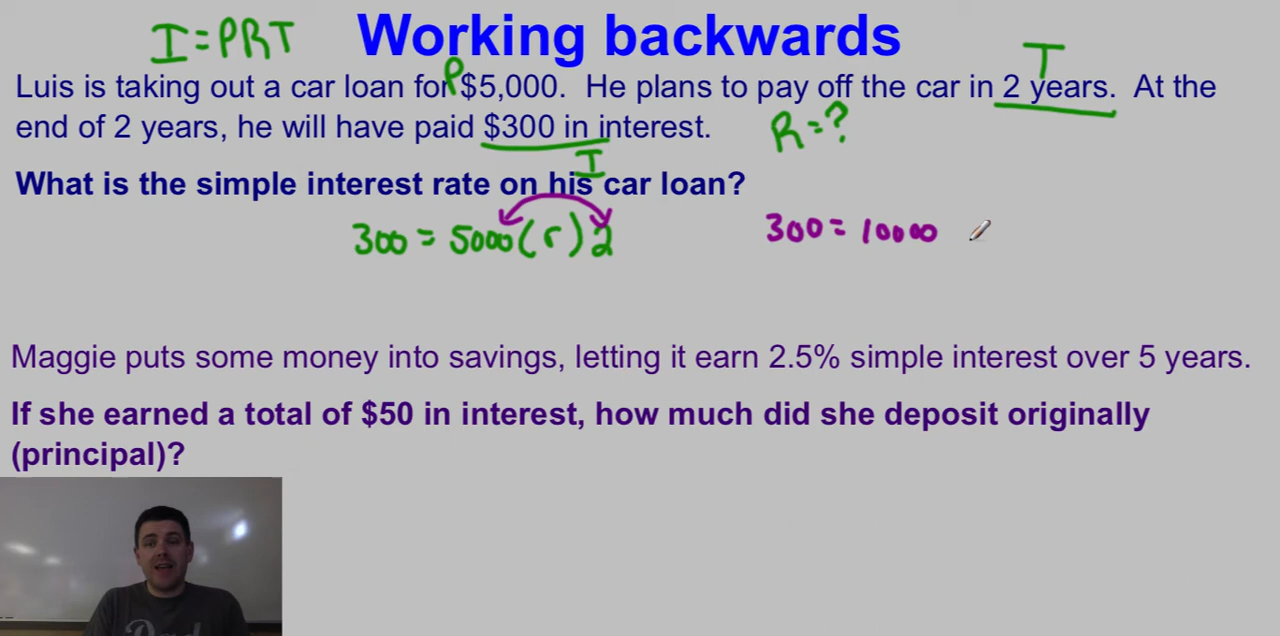 I = PRT Working backwards T
Luis is taking out a car loan for P $5,000. He plans to pay off the car in 2 years. At the
end of 2 years, he will have paid $300 in interest. R = ?
I
What is the simple interest rate on his car loan?
300 = 5000 (r) 2 300 = 10000
Maggie puts some money into savings, letting it earn 2.5% simple interest over 5 years.
If she earned a total of $50 in interest, how much did she deposit originally
(principal)?
Dad